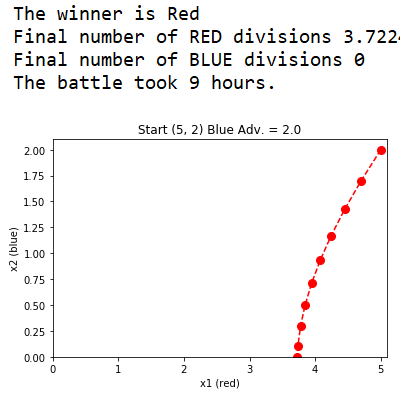 The winner is Red
Final number of RED divisions 3.722
Final number of BLUE divisions 0
The battle took 9 hours.
Start (5, 2) Blue Adv. = 2.0
2.00
1.75
1.50
1.25
1.00
0.75
0.50
0.25
0.00
x2 (blue)
0 1 2 3 4 5
x1 (red)